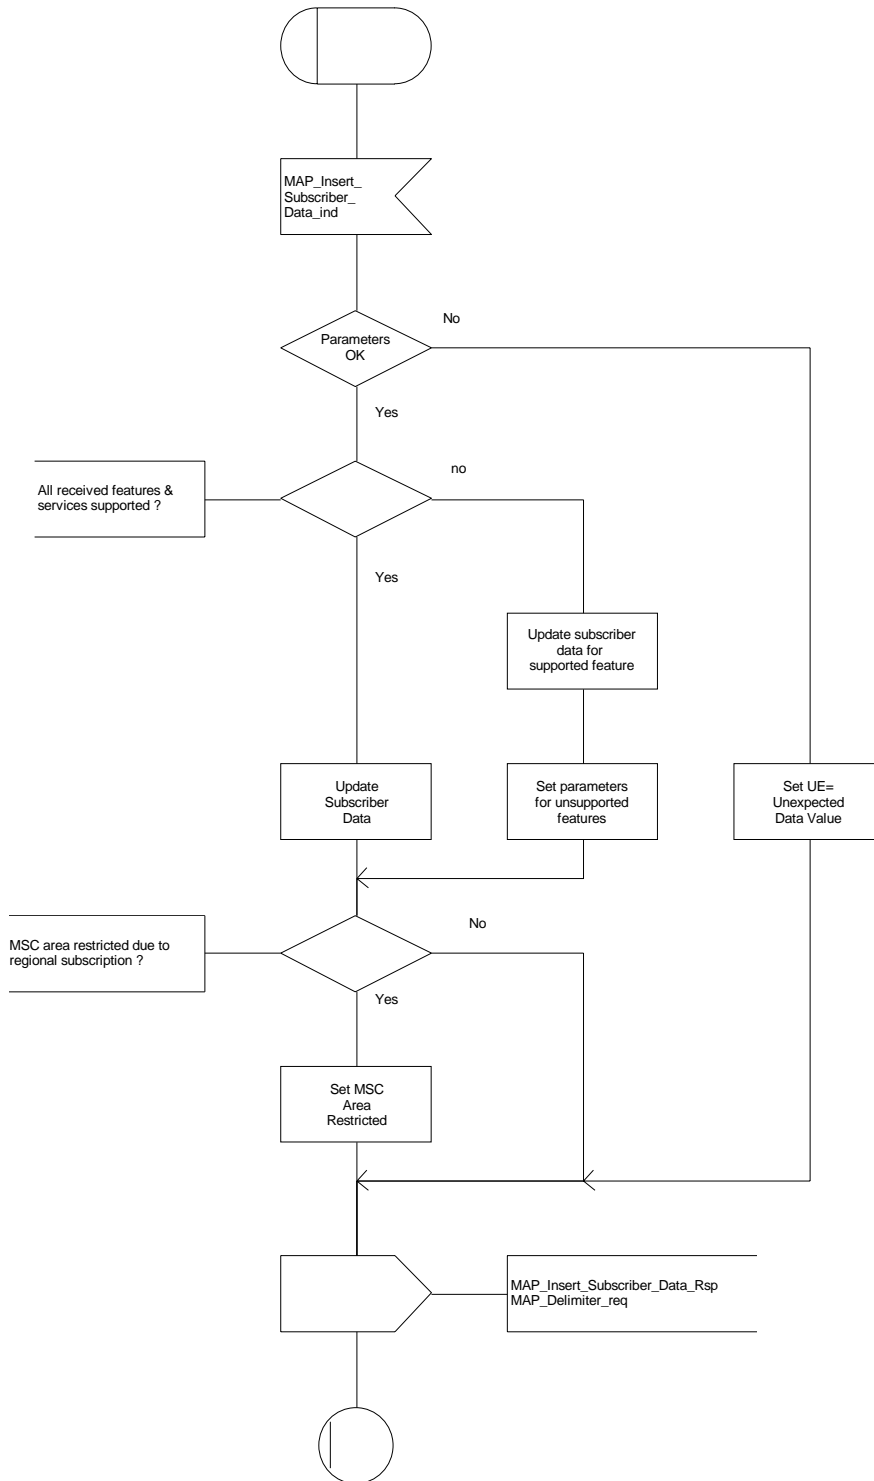 MAP_Insert_
Subscriber_
Data_ind
Parameters
OK
No
Yes
All received features &
services supported ?
no
Yes
Update subscriber
data for
supported feature
Update
Subscriber
Data
Set parameters
for unsupported
features
Set UE=
Unexpected
Data Value
MSC area restricted due to
regional subscription ?
No
Yes
Set MSC
Area
Restricted
MAP_Insert_Subscriber_Data_Rsp
MAP_Delimiter_req